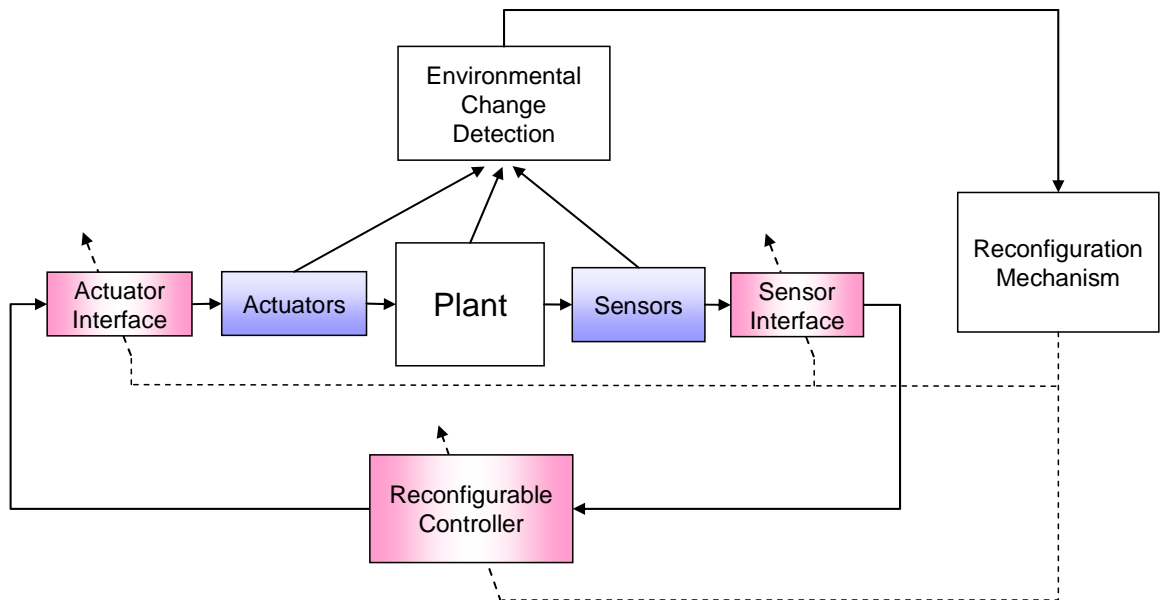 Environmental
Change
Detection
Reconfiguration
Mechanism
Actuator
Interface
Actuators
Plant
Sensors
Sensor
Interface
Reconfigurable
Controller